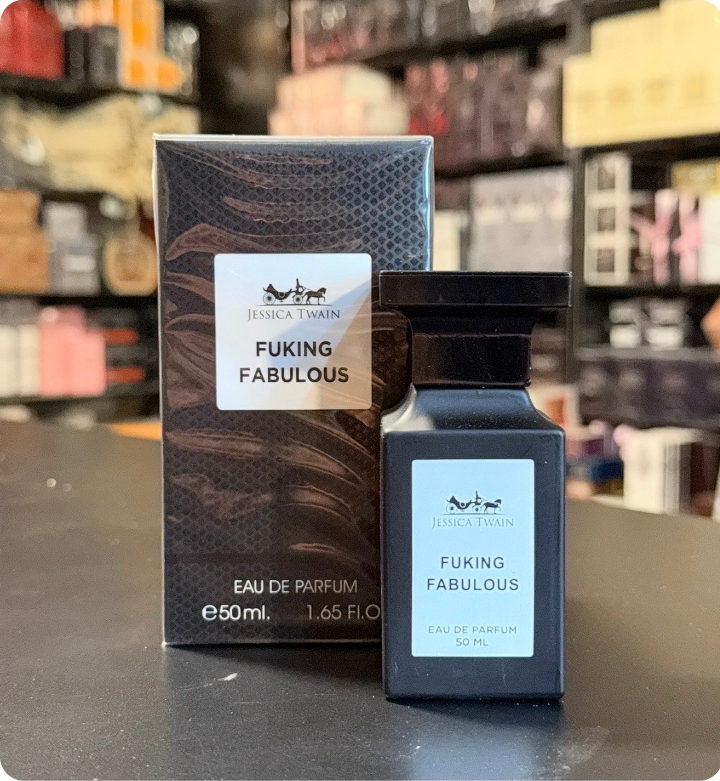 JESSICA TWAIN
FUKING
FABULOUS
EAU DE PARFUM
e50ml. 1.65 Fl.O
JESSICA TWAIN
FUKING
FABULOUS
EAU DE PARFUM
50 ML